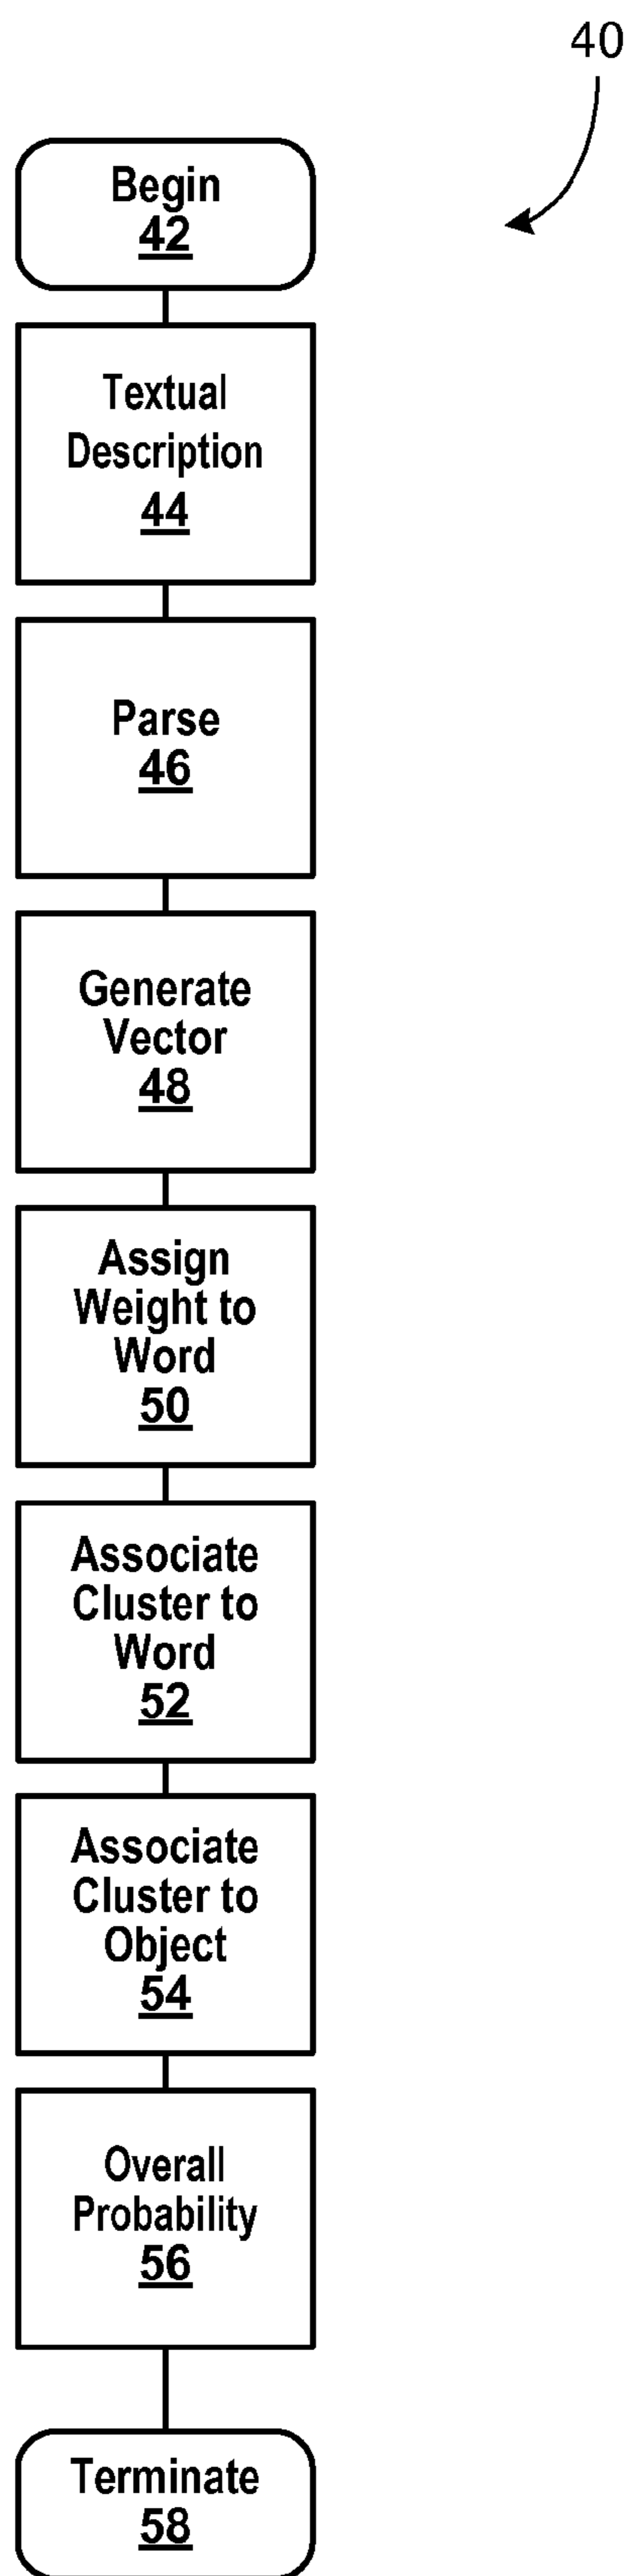 40
Begin
42
Textual
Description
44
Parse
46
Generate
Vector
48
Assign
Weight to
Word
50
Associate
Cluster to
Word
52
Associate
Cluster to
Object
54
Overall
Probability
56
Terminate
58